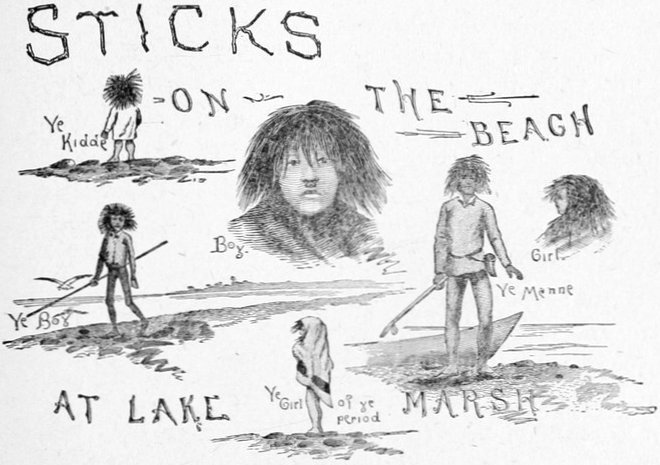 STICKS
ON THE
BEACH
Ye
Kidde
Boy.
Girl.
Ye Boy
Ye Manne
Ye
Girl of ye
period
AT LAKE MARSH